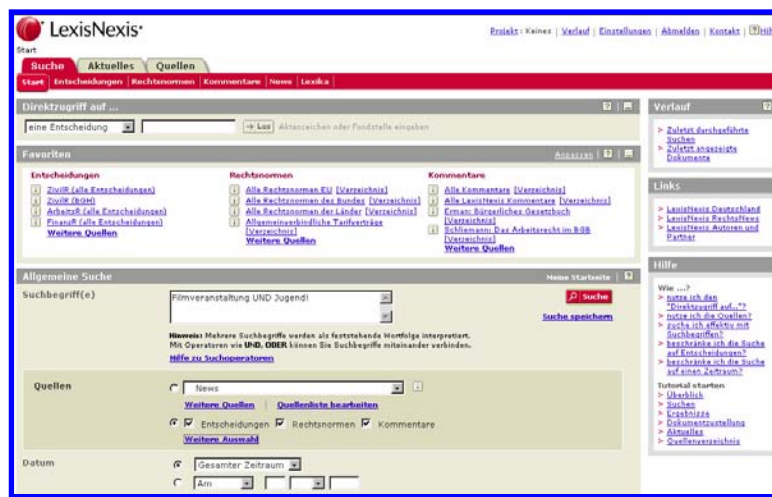 LexisNexis·
Projekt: Keines | Verlauf | Einstellungen | Abmelden | Kontakt | ? Hilf
Start
Suche Aktuelles Quellen
Start Entscheidungen Rechtsnormen Kommentare News Lexika
Direktzugriff auf ...
eine Entscheidung → Los Aktenzeichen oder Fundstelle eingeben
Favoriten Anpassen
Entscheidungen
ZivilR (alle Entscheidungen)
ZivilR (BGH)
ArbeitsR (alle Entscheidungen)
FinanzR (alle Entscheidungen)
Weitere Quellen
Rechtsnormen
Alle Rechtsnormen EU [Verzeichnis]
Alle Rechtsnormen des Bundes [Verzeichnis]
Alle Rechtsnormen der Länder [Verzeichnis]
Allgemeinverbindliche Tarifverträge
[Verzeichnis]
Weitere Quellen
Kommentare
Alle Kommentare [Verzeichnis]
Alle LexisNexis Kommentare [Verzeichnis]
Erman: Bürgerliches Gesetzbuch
[Verzeichnis]
Schliemann: Das Arbeitsrecht im BGB
[Verzeichnis]
Weitere Quellen
Allgemeine Suche Meine Startseite | ?
Suchbegriff(e) Filmveranstaltung UND Jugend! Suche
Suche speichern
Hinweis: Mehrere Suchbegriffe werden als feststehende Wortfolge interpretiert.
Mit Operatoren wie UND, ODER können Sie Suchbegriffe miteinander verbinden.
Hilfe zu Suchoperatoren
Quellen News
Weitere Quellen | Quellenliste bearbeiten
Entscheidungen Rechtsnormen Kommentare
Weitere Auswahl
Datum Gesamter Zeitraum
Am
Verlauf
> Zuletzt durchgeführte
Suchen
> Zuletzt angezeigte
Dokumente
Links
> LexisNexis Deutschland
> LexisNexis RechtsNews
> LexisNexis Autoren und
Partner
Hilfe
Wie ...?
> nutze ich den
"Direktzugriff auf..."?
> nutze ich die Quellen?
> suche ich effektiv mit
Suchbegriffen?
> beschränke ich die Suche
auf Entscheidungen?
> beschränke ich die Suche
auf einen Zeitraum?
Tutorial starten
> Überblick
> Suchen
> Ergebnisse
> Dokumentzustellung
> Aktuelles
> Quellenverzeichnis